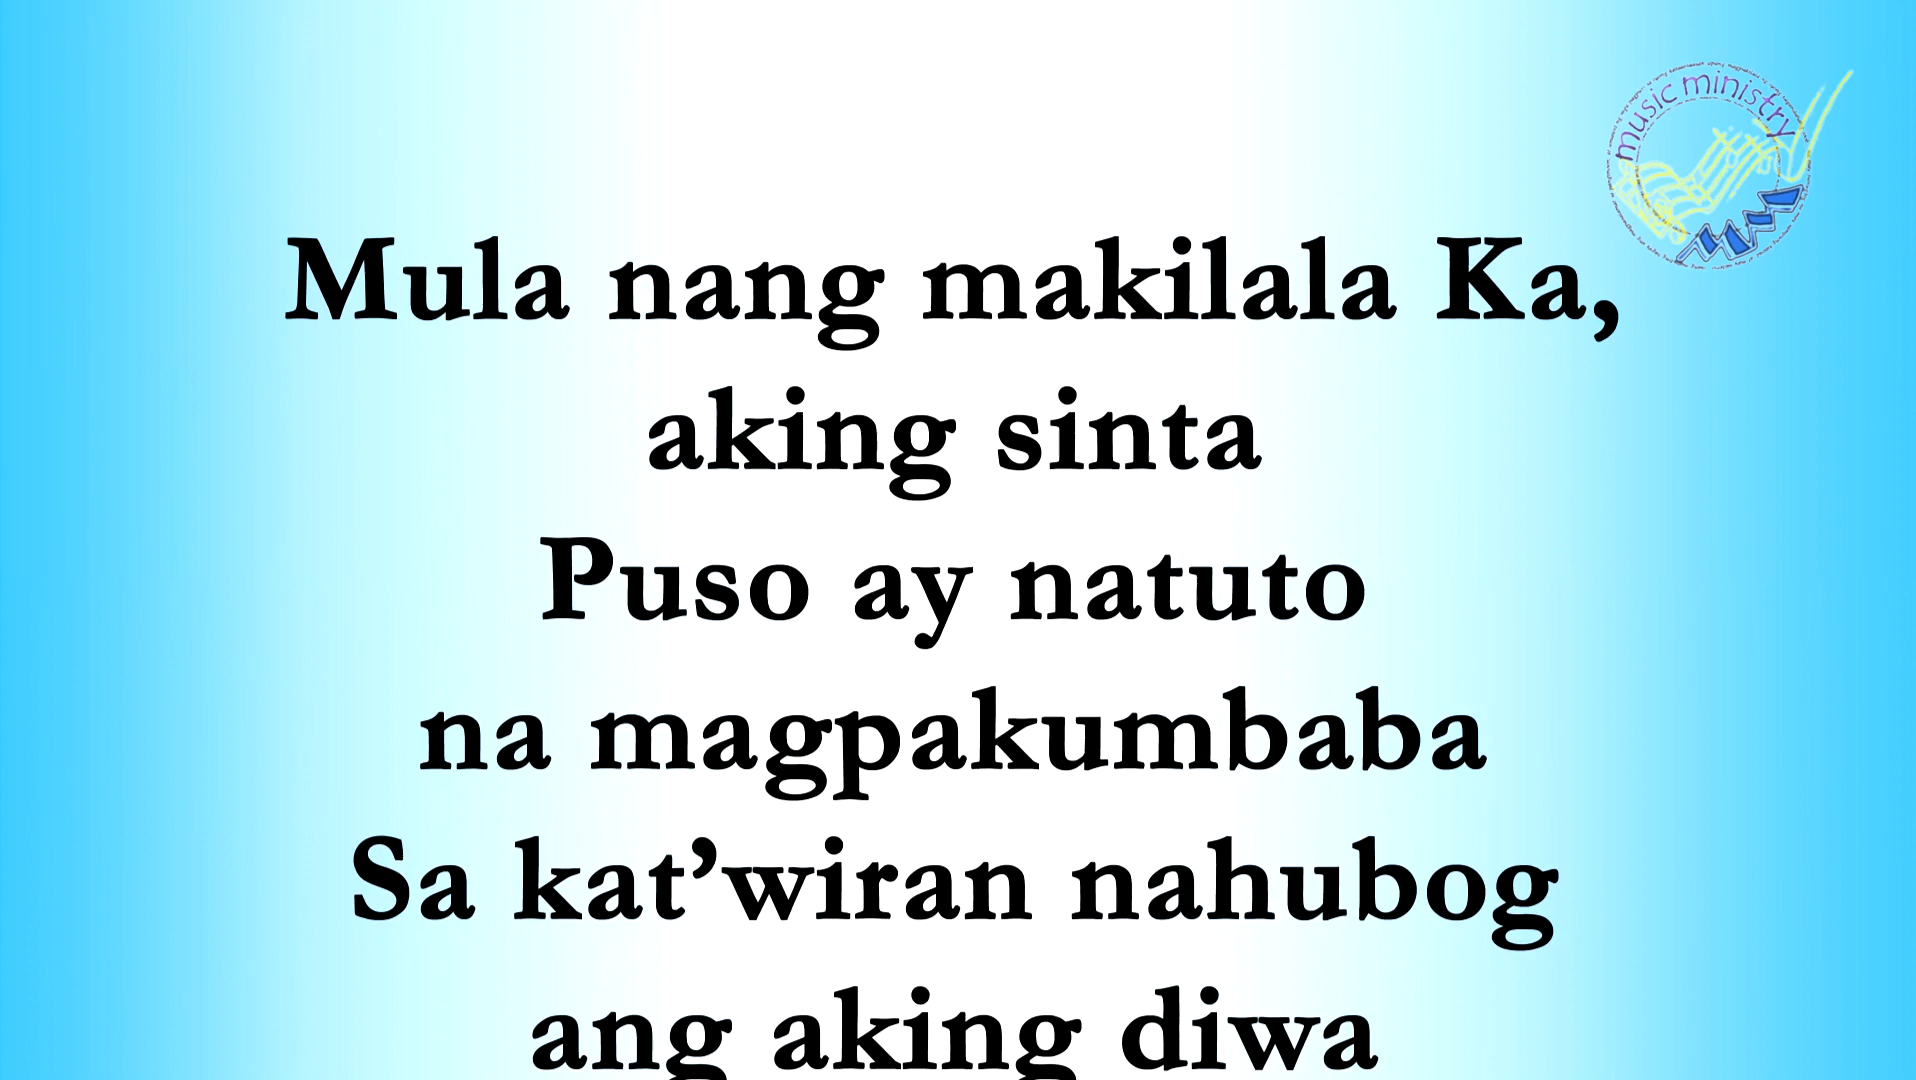 music ministry
Mula nang makilala Ka,
aking sinta
Puso ay natuto
na magpakumbaba
Sa kat’wiran nahubog
ang aking diwa